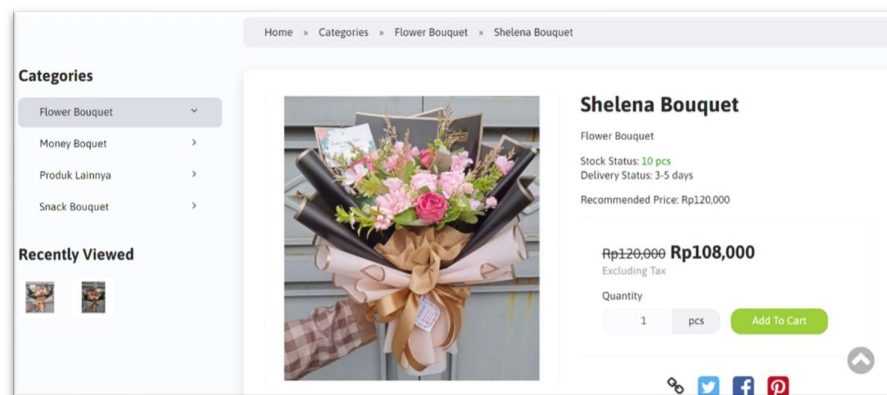 Home » Categories » Flower Bouquet » Shelena Bouquet
Categories
Flower Bouquet
Money Boquet
Produk Lainnya
Snack Bouquet
Recently Viewed
Shelena Bouquet
Flower Bouquet
Stock Status: 10 pcs
Delivery Status: 3-5 days
Recommended Price: Rp120,000
Rp120,000 Rp108,000
Excluding Tax
Quantity
1 pcs Add To Cart